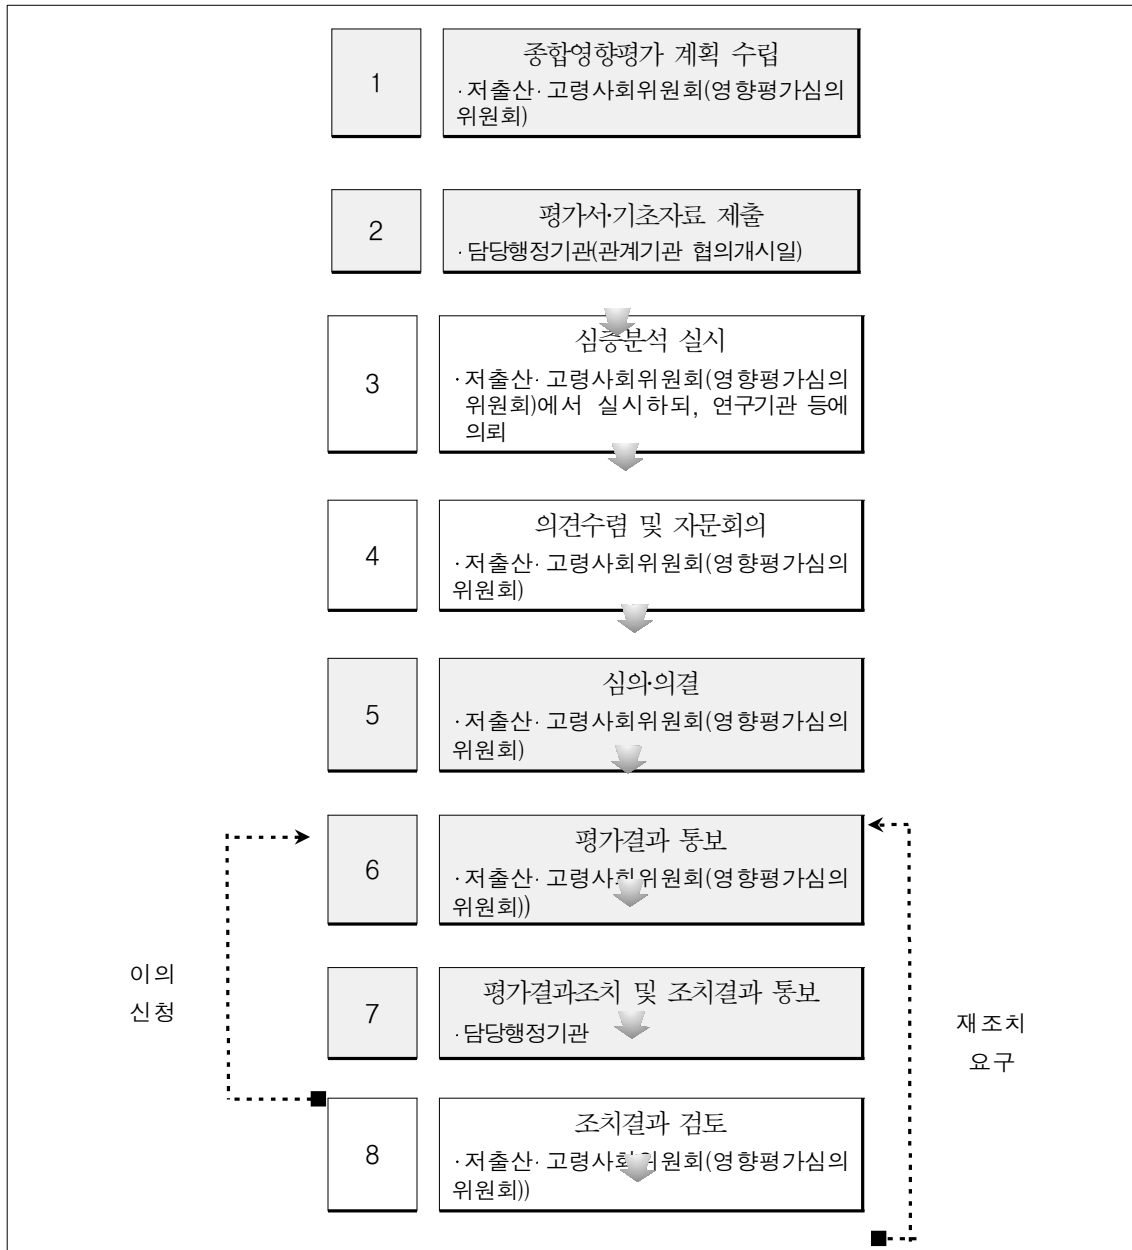 1
종합영향평가 계획 수립
·저출산·고령사회위원회(영향평가심의
위원회)
2
평가서·기초자료 제출
·담당행정기관(관계기관 협의개시일)
3
심층분석 실시
·저출산·고령사회위원회(영향평가심의
위원회)에서 실시하되, 연구기관 등에
의뢰
4
의견수렴 및 자문회의
·저출산·고령사회위원회(영향평가심의
위원회)
5
심의·의결
·저출산·고령사회위원회(영향평가심의
위원회)
6
평가결과 통보
·저출산·고령사회위원회(영향평가심의
위원회))
이의
신청
7
평가결과조치 및 조치결과 통보
·담당행정기관
재조치
요구
8
조치결과 검토
·저출산·고령사회위원회(영향평가심의
위원회))